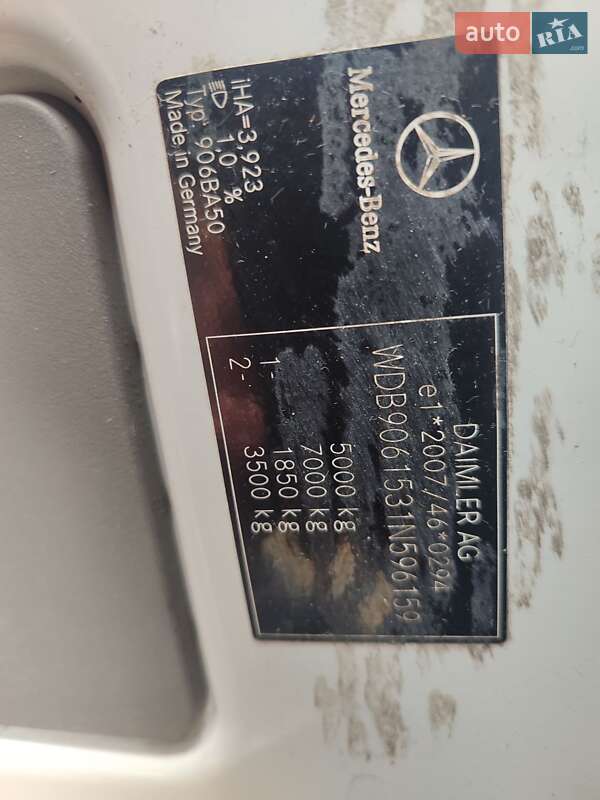 auto RIA.com
Mercedes-Benz
iHA=3,923
1,0 %
Typ: 906BA50
Made in Germany
DAIMLER AG
e1*2007/46*0294
WDB9061531N596159
5000 kg
7000 kg
1- 1850 kg
2- 3500 kg